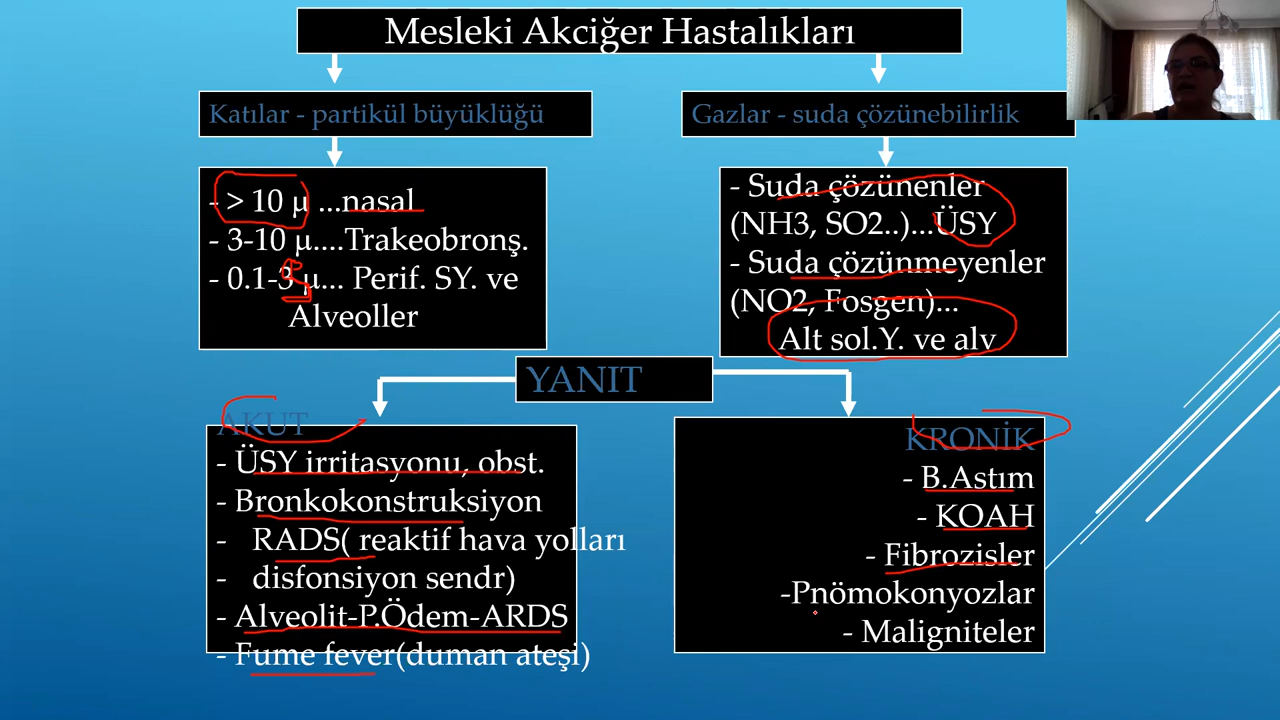 Mesleki Akciğer Hastalıkları
Katılar - partikül büyüklüğü
Gazlar - suda çözünebilirlik
- > 10 μ ...nasal
- 3-10 μ....Trakeobronş.
- 0.1-3 μ... Perif. SY. ve
Alveoller
- Suda çözünenler
(NH3, SO2..)...ÜSY
- Suda çözünmeyenler
(NO2, Fosgen)...
Alt sol.Y. ve alv
YANIT
AKUT
- ÜSY irritasyonu, obst.
- Bronkokonstruksiyon
- RADS( reaktif hava yolları
- disfonsiyon sendr)
- Alveolit-P.Ödem-ARDS
- Fume fever(duman ateşi)
KRONİK
- B.Astım
- KOAH
- Fibrozisler
-Pnömokonyozlar
- Maligniteler